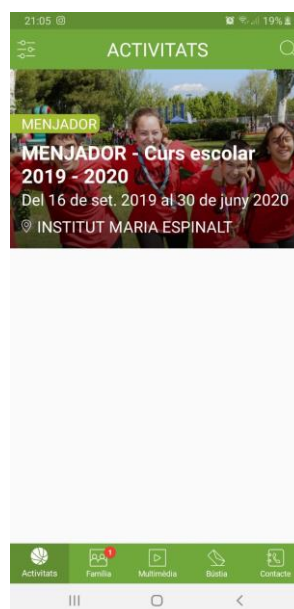 21:05
19%
ACTIVITATS
MENJADOR
MENJADOR - Curs escolar
2019 - 2020
Del 16 de set. 2019 al 30 de juny 2020
INSTITUT MARIA ESPINALT
1
Activitats Família Multimèdia Bústia Contacte